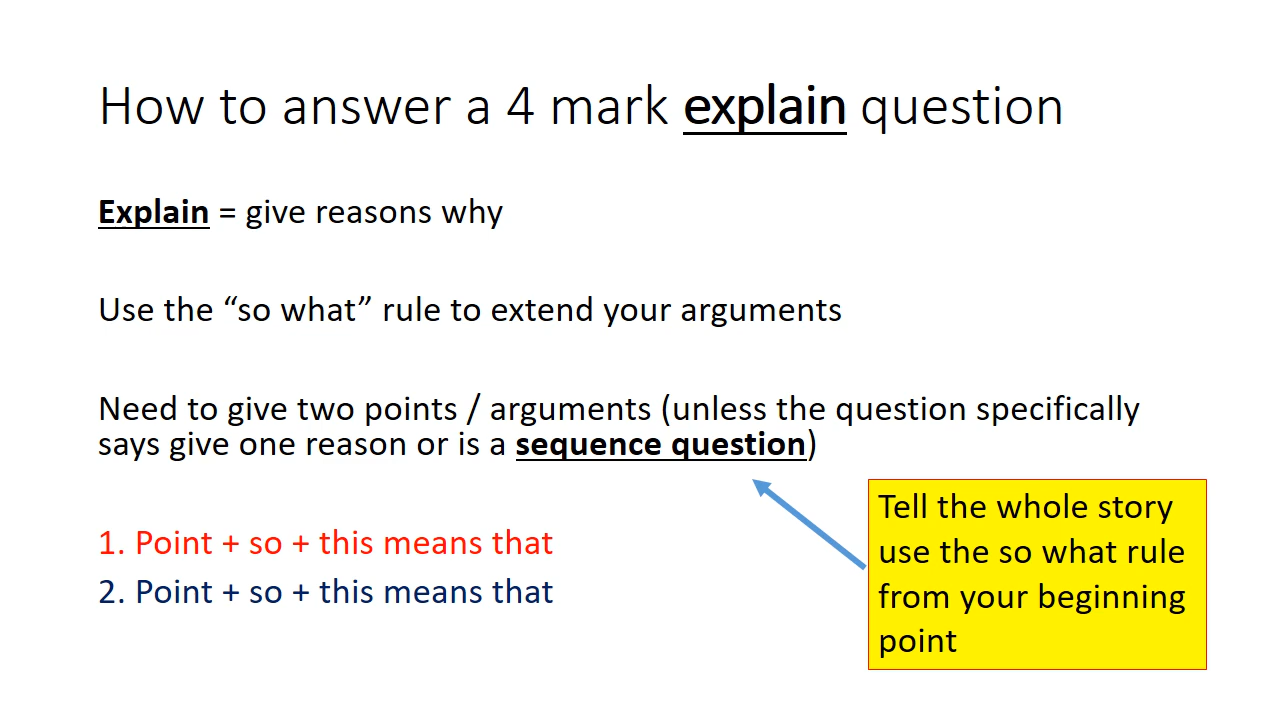 How to answer a 4 mark explain question
Explain = give reasons why
Use the “so what” rule to extend your arguments
Need to give two points / arguments (unless the question specifically
says give one reason or is a sequence question)
1. Point + so + this means that
2. Point + so + this means that
Tell the whole story
use the so what rule
from your beginning
point